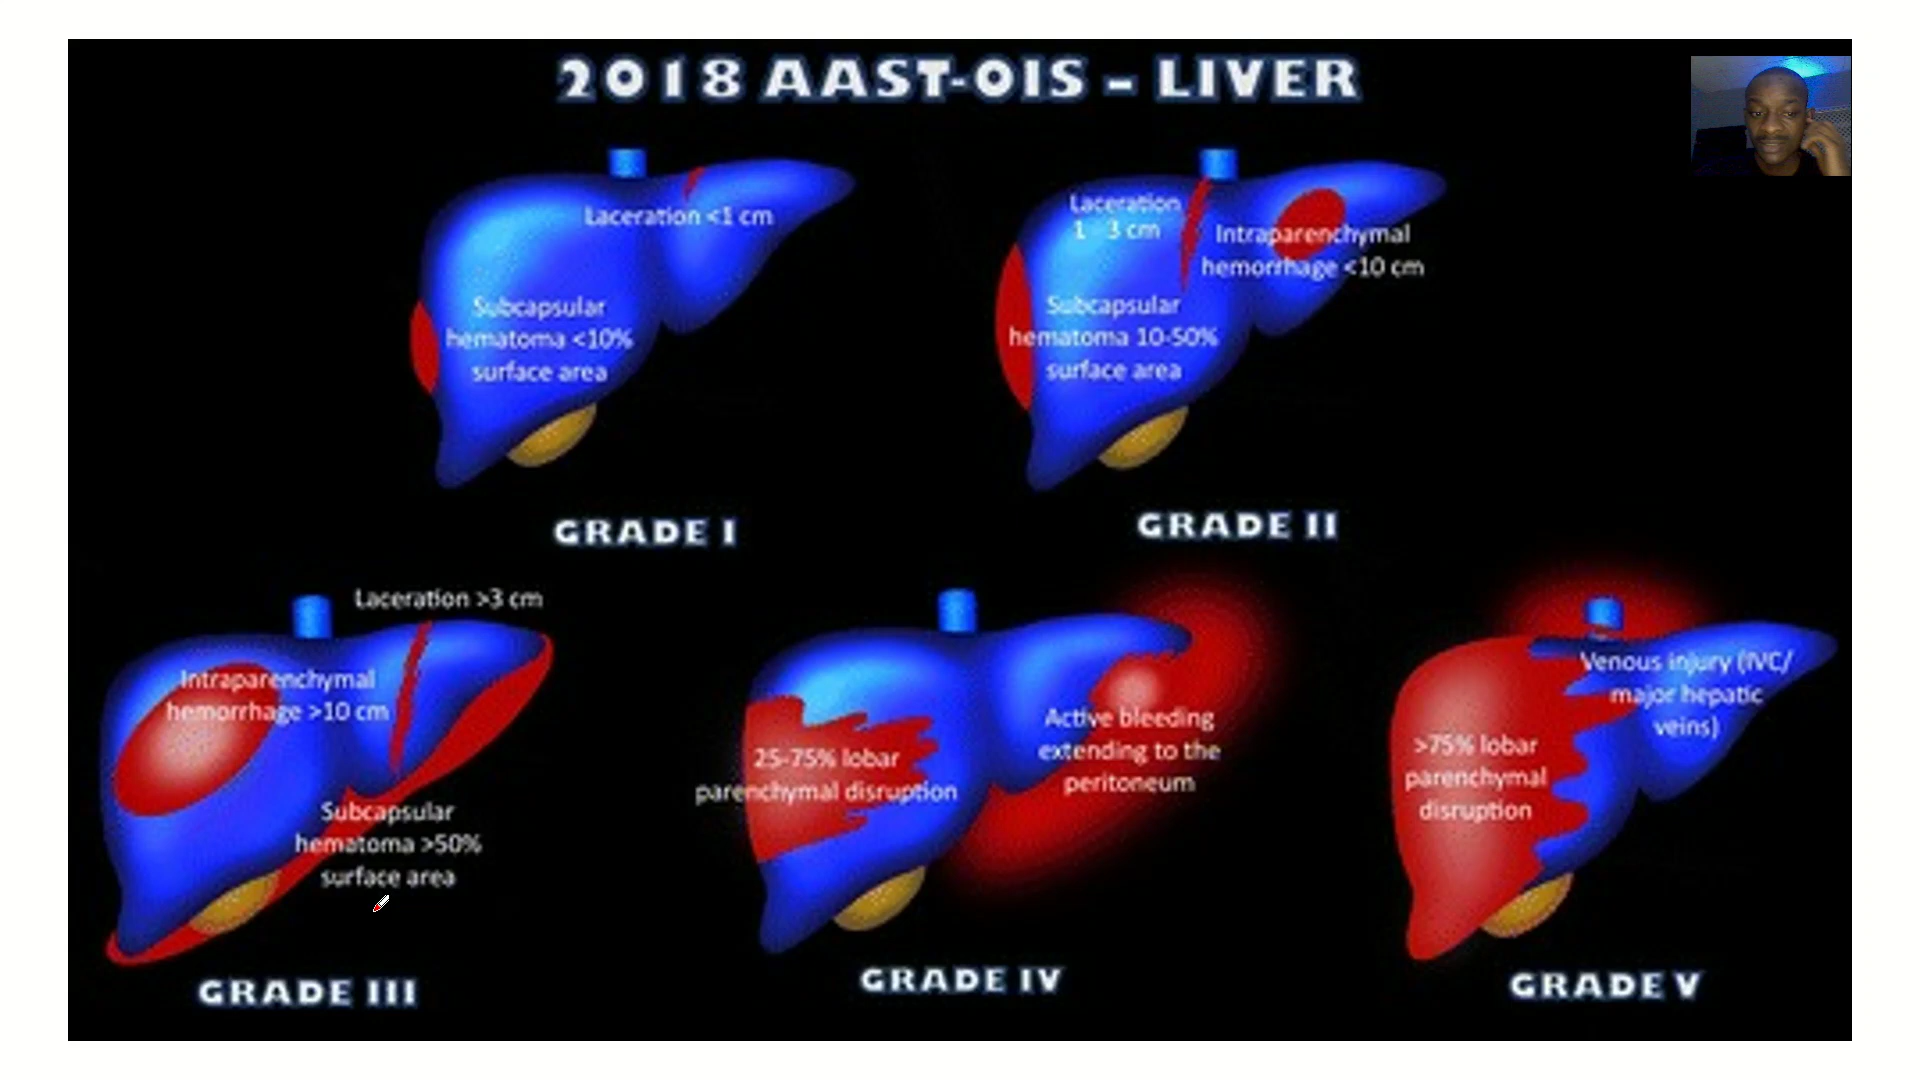 2018 AAST-OIS – LIVER
Laceration <1 cm
Subcapsular
hematoma <10%
surface area
GRADE I
Laceration
1 - 3 cm
Intraparenchymal
hemorrhage <10 cm
Subcapsular
hematoma 10-50%
surface area
GRADE II
Laceration >3 cm
Intraparenchymal
hemorrhage >10 cm
Subcapsular
hematoma >50%
surface area
GRADE III
25-75% lobar
parenchymal disruption
Active bleeding
extending to the
peritoneum
GRADE IV
Venous injury (IVC/
major hepatic
veins)
>75% lobar
parenchymal
disruption
GRADE V